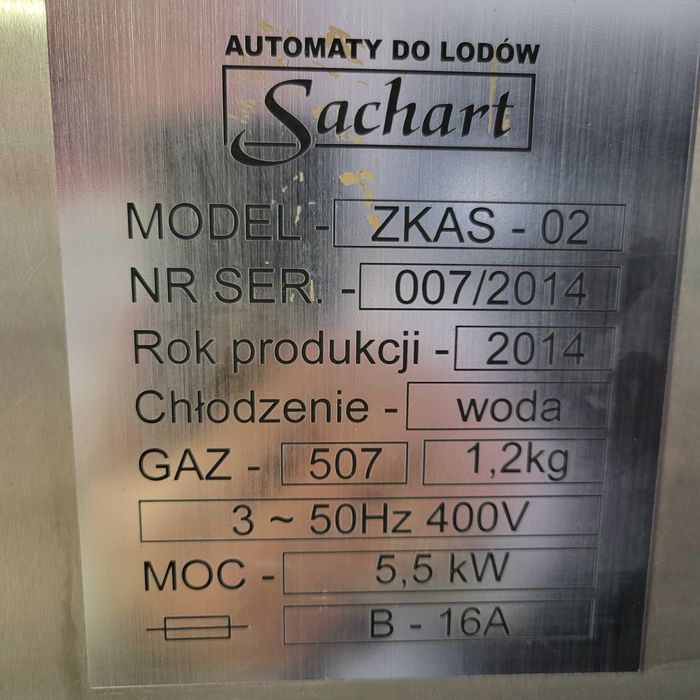 AUTOMATY DO LODÓW
Sachart
MODEL - ZKAS - 02
NR SER. - 007/2014
Rok produkcji - 2014
Chłodzenie - woda
GAZ - 507 1,2kg
3 ~ 50Hz 400V
MOC - 5,5 kW
B - 16A